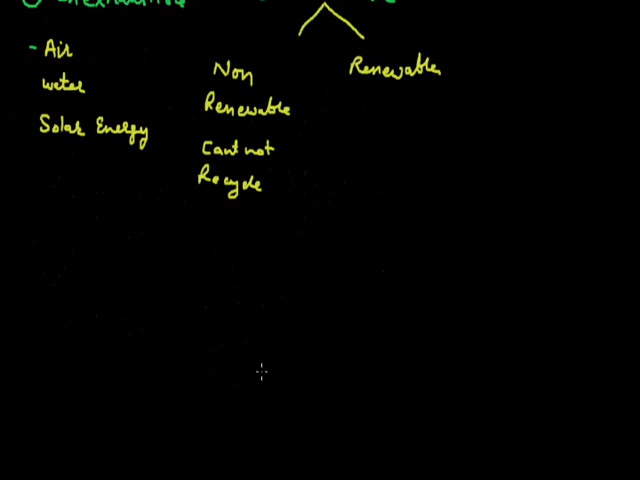 - Air
water
Solar Energy
Non
Renewable
Cant not
Recycle
Renewable